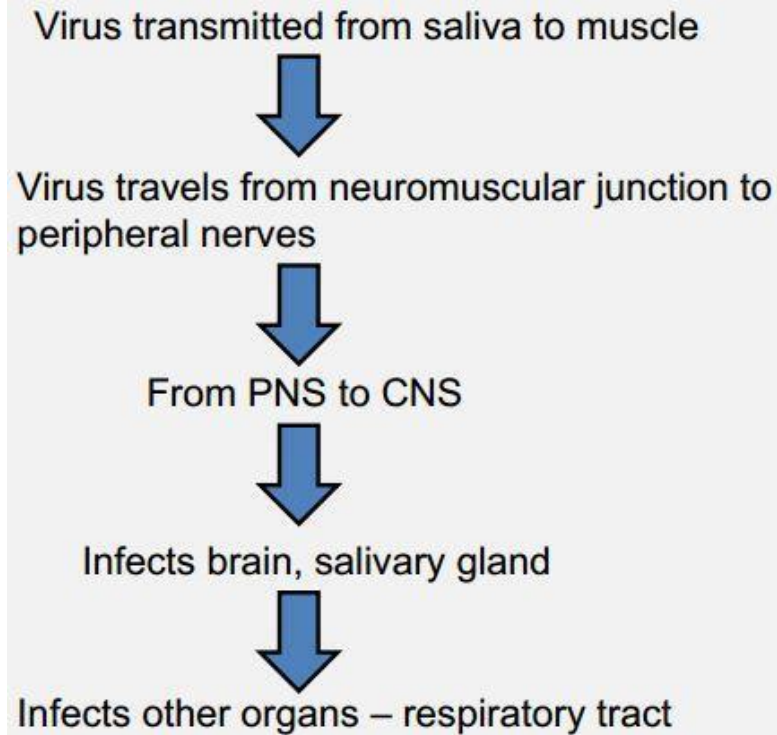 Virus transmitted from saliva to muscle
Virus travels from neuromuscular junction to
peripheral nerves
From PNS to CNS
Infects brain, salivary gland
Infects other organs – respiratory tract